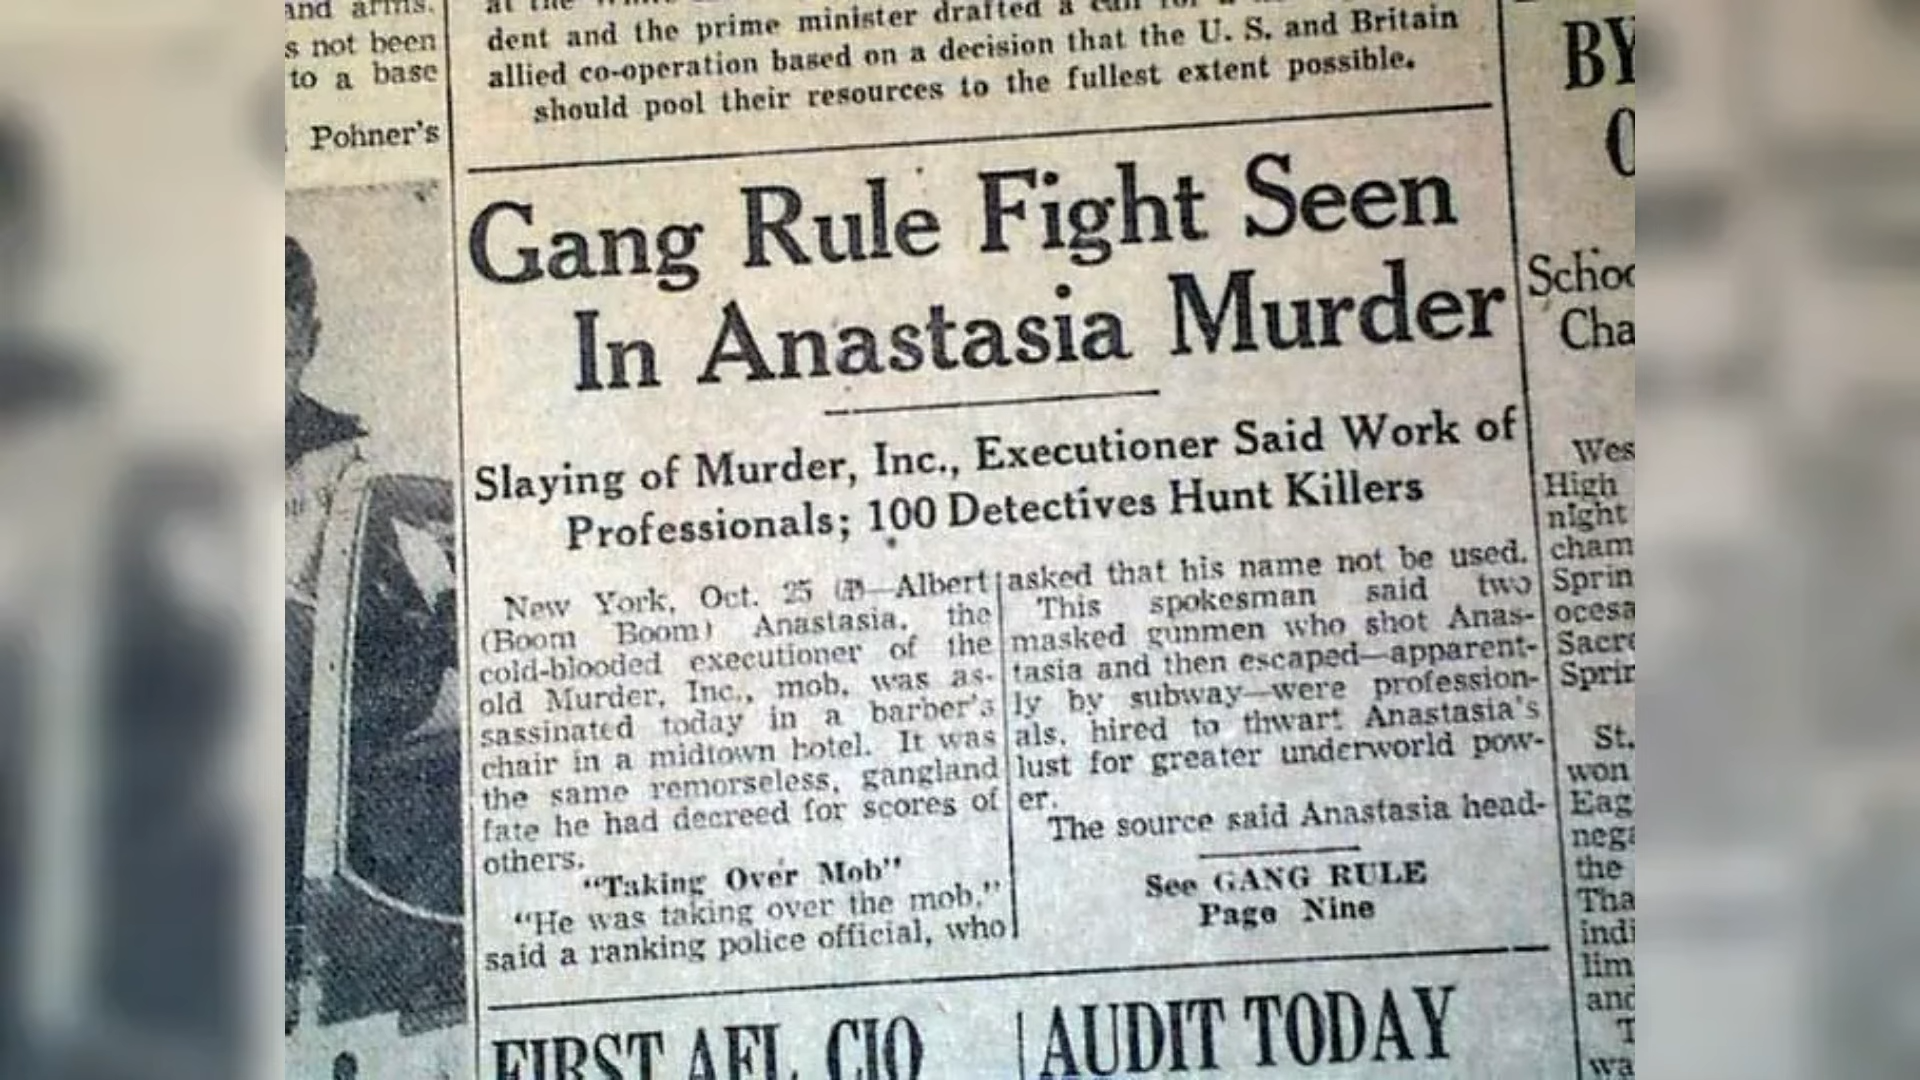 and arms.
s not been
to a base
Pohner's
dent and the prime minister drafted a
allied co-operation based on a decision that the U. S. and Britain
should pool their resources to the fullest extent possible.
Gang Rule Fight Seen
In Anastasia Murder
Slaying of Murder, Inc., Executioner Said Work of
Professionals; 100 Detectives Hunt Killers
New York, Oct. 25 (AP)—Albert
(Boom Boom) Anastasia, the
cold-blooded executioner of the
old Murder, Inc., mob, was as-
sassinated today in a barber's
chair in a midtown hotel. It was
the same remorseless, gangland
fate he had decreed for scores of
others.
"Taking Over Mob"
"He was taking over the mob,"
said a ranking police official, who
asked that his name not be used.
This spokesman said two
masked gunmen who shot Anas-
tasia and then escaped—apparent-
ly by subway—were profession-
als, hired to thwart Anastasia's
lust for greater underworld pow-
er.
The source said Anastasia head-
See GANG RULE
Page Nine
FIRST AFL CIO
AUDIT TODAY
BY
Schoo
Cha
Wes
High
night
cham
Sprin
ocesa
Sacre
Sprin
St.
won
Eag
nega
the
Tha
indi
lim
and
T
wa